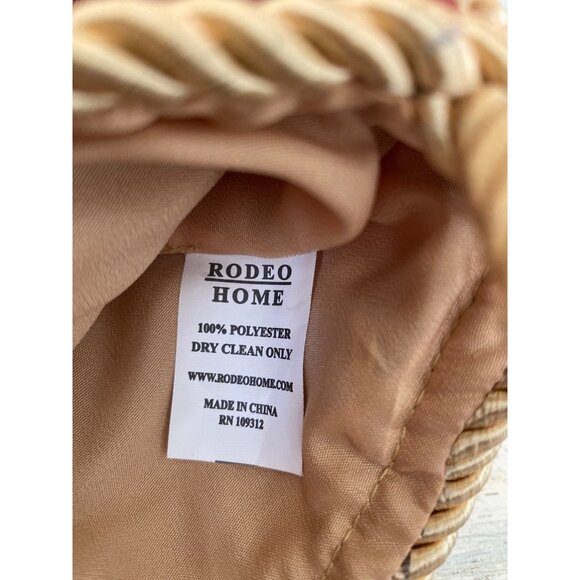 RODEO
HOME
100% POLYESTER
DRY CLEAN ONLY
WWW.RODEOHOME.COM
MADE IN CHINA
RN 109312